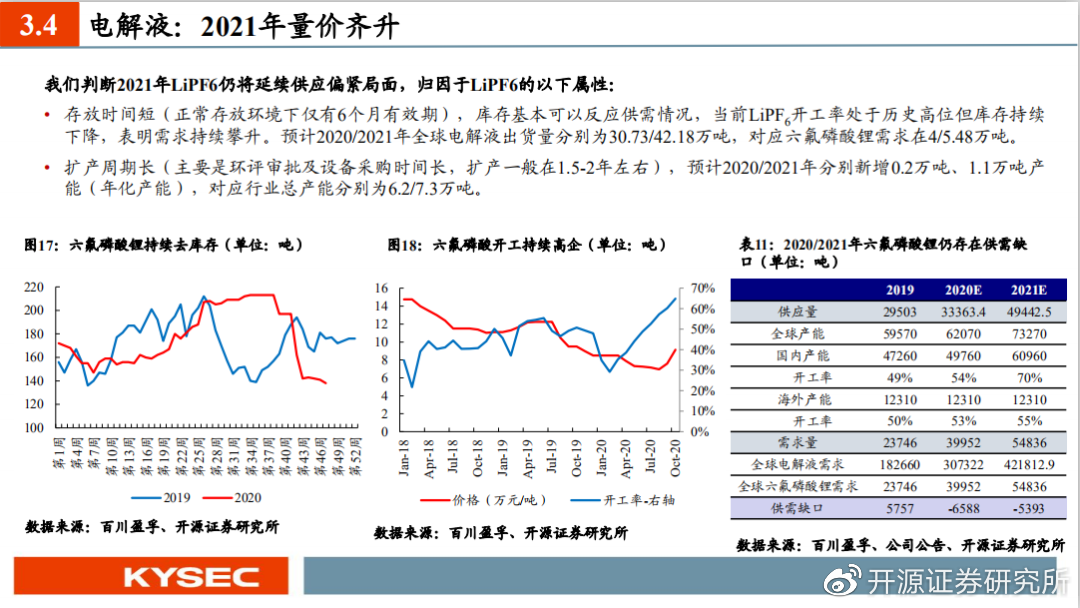 3.4 电解液：2021年量价齐升
我们判断2021年LiPF6仍将延续供应偏紧局面，归因于LiPF6的以下属性：
• 存放时间短（正常存放环境下仅有6个月有效期），库存基本可以反应供需情况，当前LiPF6开工率处于历史高位但库存持续
下降，表明需求持续攀升。预计2020/2021年全球电解液出货量分别为30.73/42.18万吨，对应六氟磷酸锂需求在4/5.48万吨。
• 扩产周期长（主要是环评审批及设备采购时间长，扩产一般在1.5-2年左右），预计2020/2021年分别新增0.2万吨、1.1万吨产
能（年化产能），对应行业总产能分别为6.2/7.3万吨。
图17：六氟磷酸锂持续去库存（单位：吨）
220
200
180
160
140
120
100
第1周 第4周 第7周 第10周 第13周 第16周 第19周 第22周 第25周 第28周 第31周 第34周 第37周 第40周 第43周 第46周 第49周 第52周
2019 2020
数据来源：百川盈孚、开源证券研究所
图18：六氟磷酸开工持续高企（单位：吨）
16
14
12
10
8
6
4
2
0
70%
60%
50%
40%
30%
20%
10%
0%
Jan-18 Apr-18 Jul-18 Oct-18 Jan-19 Apr-19 Jul-19 Oct-19 Jan-20 Apr-20 Jul-20 Oct-20
价格（万元/吨） 开工率-右轴
数据来源：百川盈孚、开源证券研究所
表11：2020/2021年六氟磷酸锂仍存在供需缺
口（单位：吨）
2019 2020E 2021E
供应量 29503 33363.4 49442.5
全球产能 59570 62070 73270
国内产能 47260 49760 60960
开工率 49% 54% 70%
海外产能 12310 12310 12310
开工率 50% 53% 55%
需求量 23746 39952 54836
全球电解液需求 182660 307322 421812.9
全球六氟磷酸锂需求 23746 39952 54836
供需缺口 5757 -6588 -5393
数据来源：百川盈孚、公司公告、开源证券研究所
KYSEC
开源证券研究所